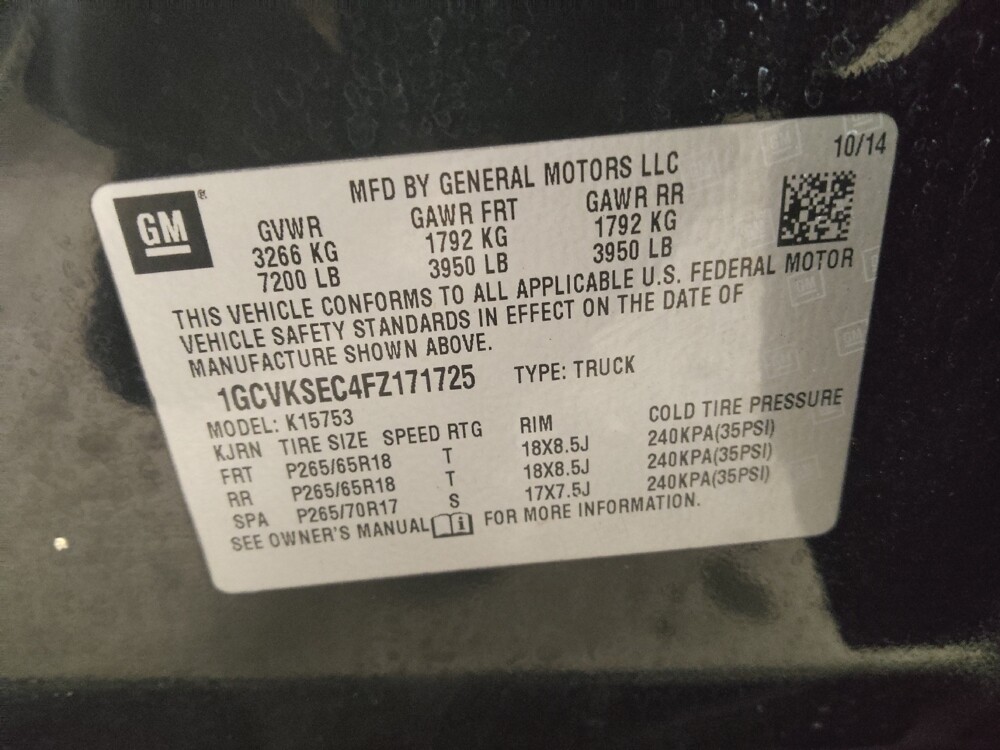 10/14
MFD BY GENERAL MOTORS LLC
GM®
GVWR GAWR FRT GAWR RR
3266 KG 1792 KG 1792 KG
7200 LB 3950 LB 3950 LB
THIS VEHICLE CONFORMS TO ALL APPLICABLE U.S. FEDERAL MOTOR
VEHICLE SAFETY STANDARDS IN EFFECT ON THE DATE OF
MANUFACTURE SHOWN ABOVE.
1GCVKSEC4FZ171725 TYPE: TRUCK
MODEL: K15753
KJRN TIRE SIZE SPEED RTG RIM COLD TIRE PRESSURE
FRT P265/65R18 T 18X8.5J 240KPA(35PSI)
RR P265/65R18 T 18X8.5J 240KPA(35PSI)
SPA P265/70R17 S 17X7.5J 240KPA(35PSI)
SEE OWNER'S MANUAL FOR MORE INFORMATION.